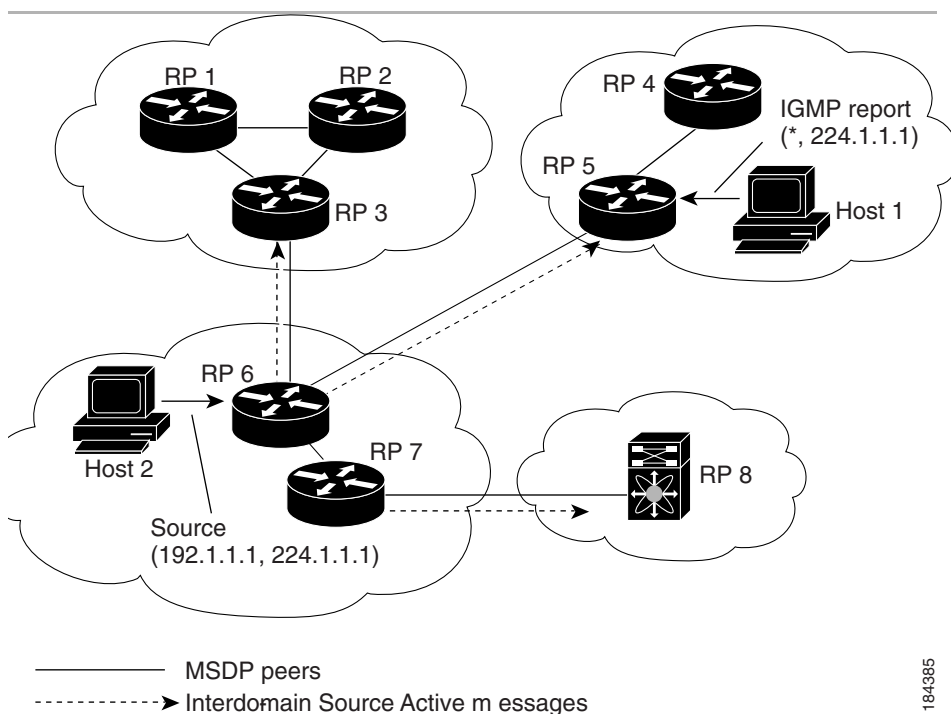 RP 1
RP 2
RP 3
RP 4
IGMP report
(*, 224.1.1.1)
RP 5
Host 1
RP 6
Host 2
RP 7
RP 8
Source
(192.1.1.1, 224.1.1.1)
MSDP peers
Interdomain Source Active m essages
184385